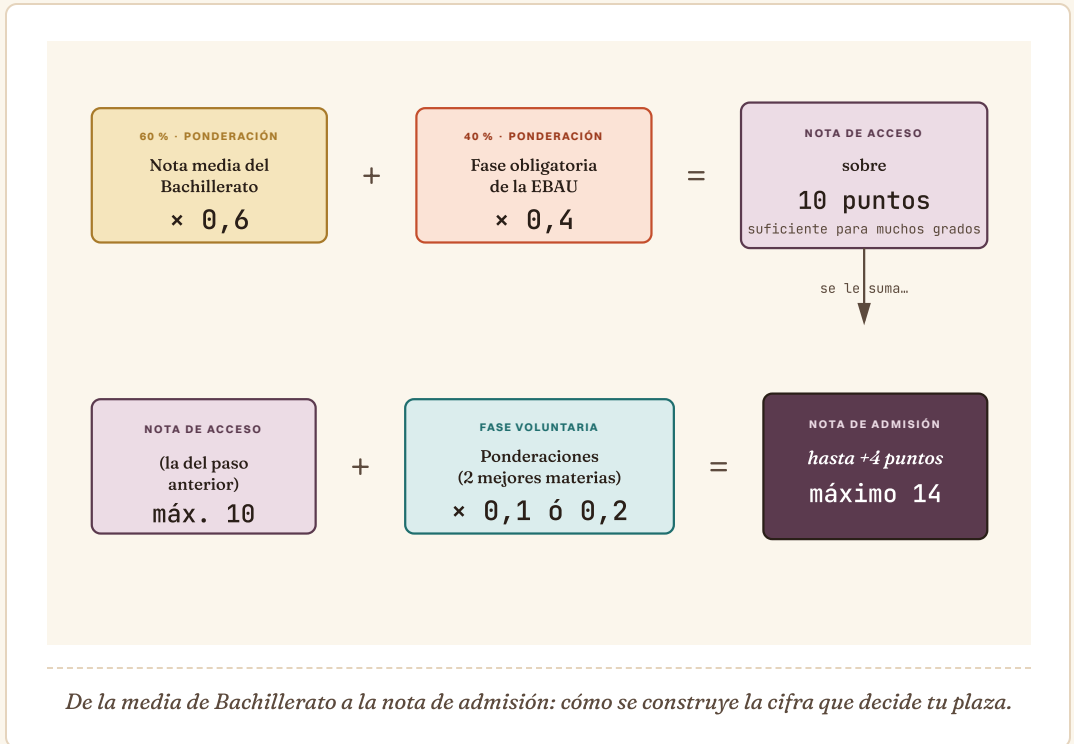 60 % · PONDERACIÓN
Nota media del
Bachillerato
× 0,6
+
40 % · PONDERACIÓN
Fase obligatoria
de la EBAU
× 0,4
=
NOTA DE ACCESO
sobre
10 puntos
suficiente para muchos grados
se le suma…
NOTA DE ACCESO
(la del paso
anterior)
máx. 10
+
FASE VOLUNTARIA
Ponderaciones
(2 mejores materias)
× 0,1 ó 0,2
=
NOTA DE ADMISIÓN
hasta +4 puntos
máximo 14
De la media de Bachillerato a la nota de admisión: cómo se construye la cifra que decide tu plaza.